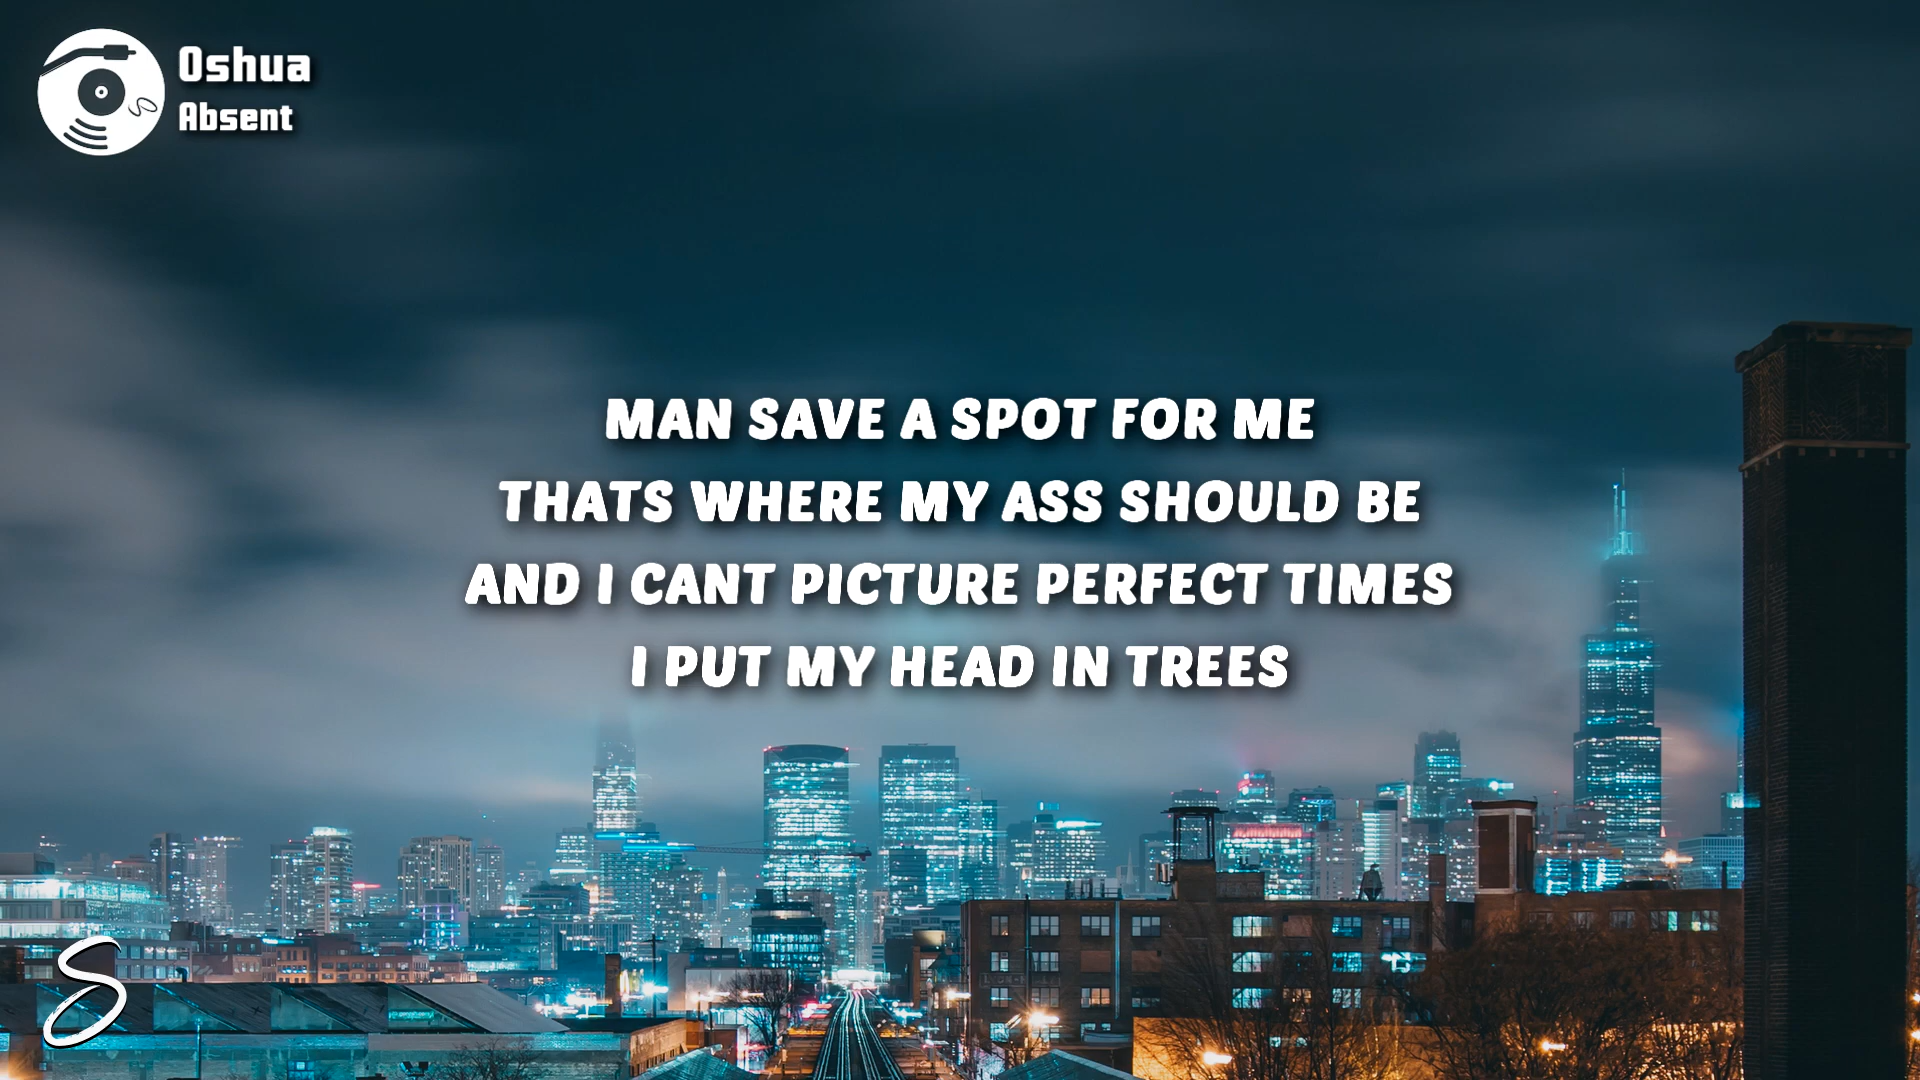 Oshua
Absent
MAN SAVE A SPOT FOR ME
THATS WHERE MY ASS SHOULD BE
AND I CANT PICTURE PERFECT TIMES
I PUT MY HEAD IN TREES
S